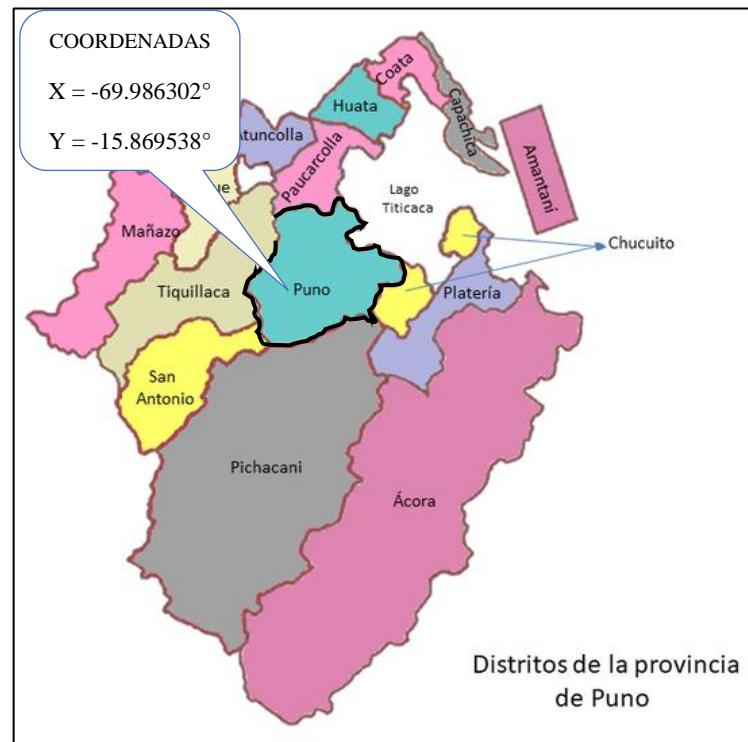 COORDENADAS
X = -69.986302°
Y = -15.869538°
Coata
Huata
Capachica
Atuncolla
Amantaní
Paucarcolla
ue
Lago
Titicaca
Mañazo
Chucuito
Tiquillaca
Puno
Platería
San
Antonio
Pichacani
Ácora
Distritos de la provincia
de Puno